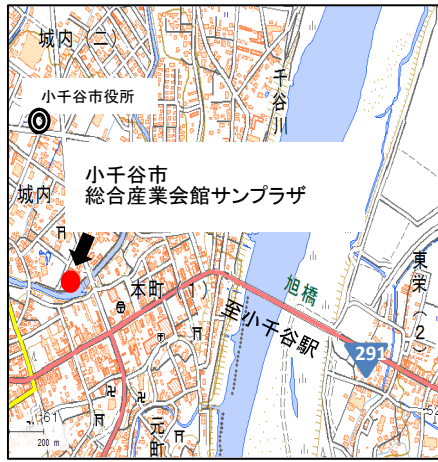 城内(二)
小千谷市役所
千谷川
小千谷市
総合産業会館サンプラザ
城内
本町(1)
旭橋
至小千谷駅
東栄(2)
291
元町
200 m